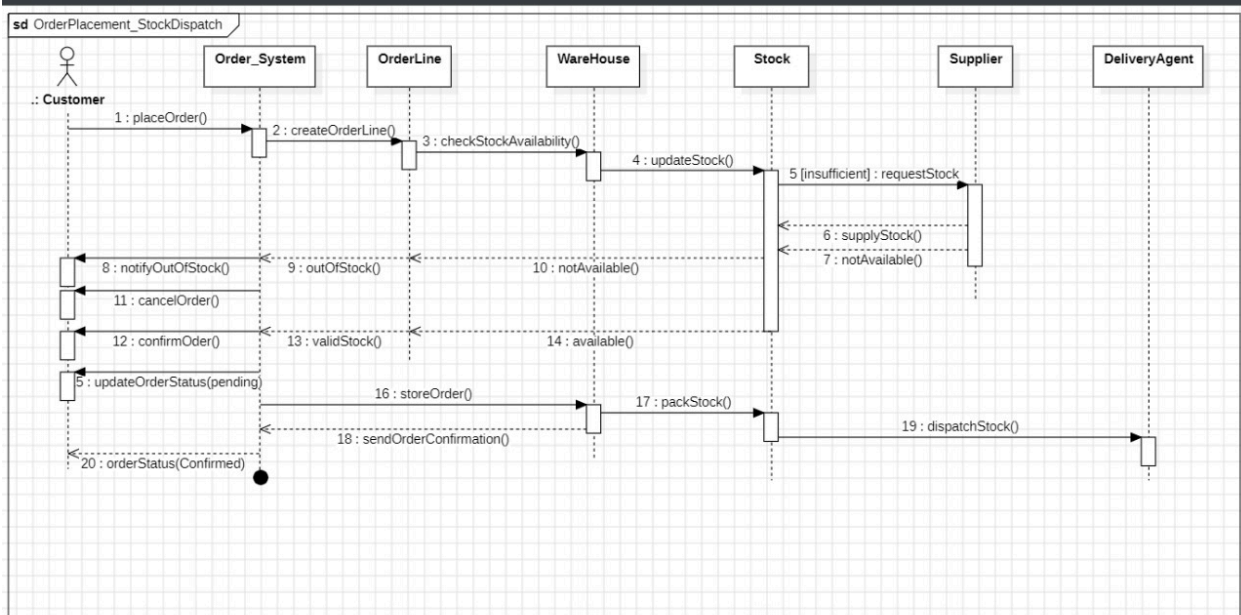 sd OrderPlacement_StockDispatch
.: Customer
Order_System
OrderLine
WareHouse
Stock
Supplier
DeliveryAgent
1 : placeOrder()
2 : createOrderLine()
3 : checkStockAvailability()
4 : updateStock()
5 [insufficient] : requestStock
6 : supplyStock()
7 : notAvailable()
8 : notifyOutOfStock()
9 : outOfStock()
10 : notAvailable()
11 : cancelOrder()
12 : confirmOder()
13 : validStock()
14 : available()
5 : updateOrderStatus(pending)
16 : storeOrder()
17 : packStock()
18 : sendOrderConfirmation()
19 : dispatchStock()
20 : orderStatus(Confirmed)